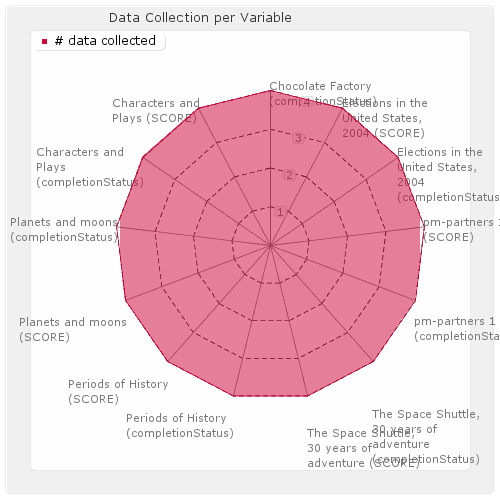 Data Collection per Variable
# data collected
Chocolate Factory
(completionStatus)
4
Elections in the
United States,
2004 (SCORE)
Elections in the
United States,
2004
(completionStatus
pm-partners 1
(SCORE)
pm-partners 1
(completionSta
The Space Shuttle,
30 years of
adventure
(completionStatus)
The Space Shuttle,
30 years of
adventure (SCORE)
Periods of History
(completionStatus)
Periods of History
(SCORE)
Planets and moons
(SCORE)
Planets and moons
(completionStatus)
Characters and
Plays
(completionStatus)
Characters and
Plays (SCORE)
3
2
1